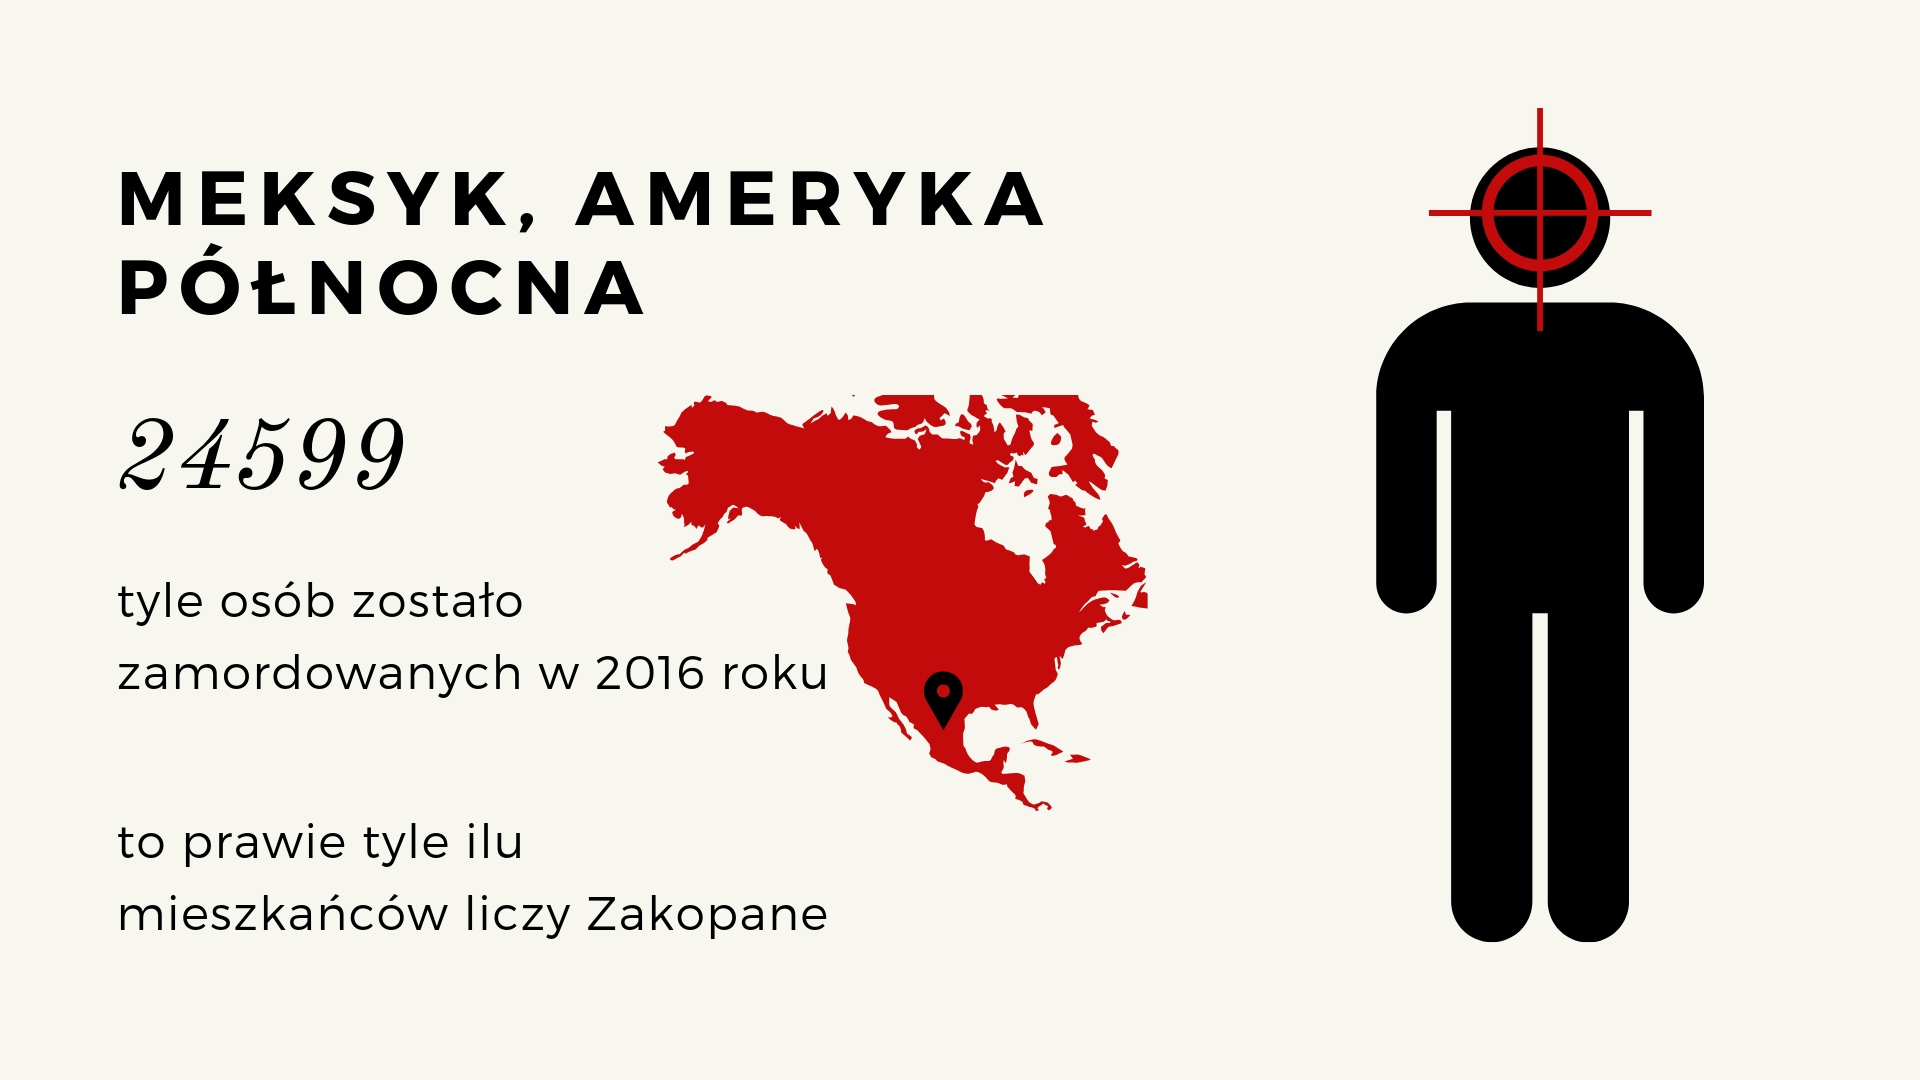 MEKSYK, AMERYKA
PÓŁNOCNA
24599
tyle osób zostało
zamordowanych w 2016 roku
to prawie tyle ilu
mieszkańców liczy Zakopane